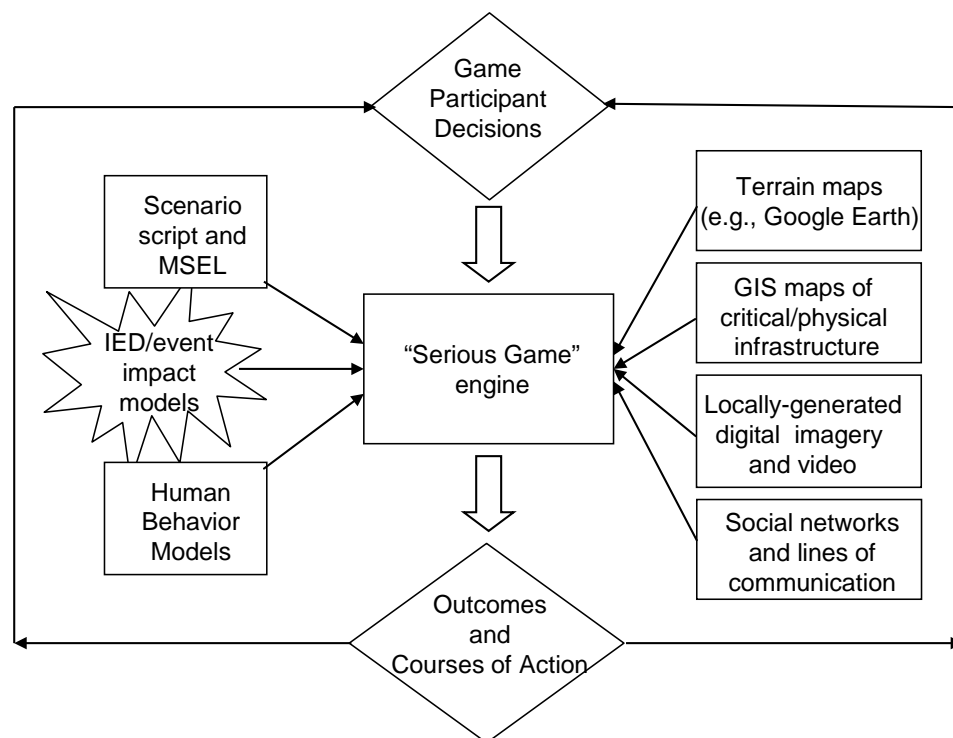 Game
Participant
Decisions
Scenario
script and
MSEL
IED/event
impact
models
Human
Behavior
Models
“Serious Game”
engine
Terrain maps
(e.g., Google Earth)
GIS maps of
critical/physical
infrastructure
Locally-generated
digital imagery
and video
Social networks
and lines of
communication
Outcomes
and
Courses of Action